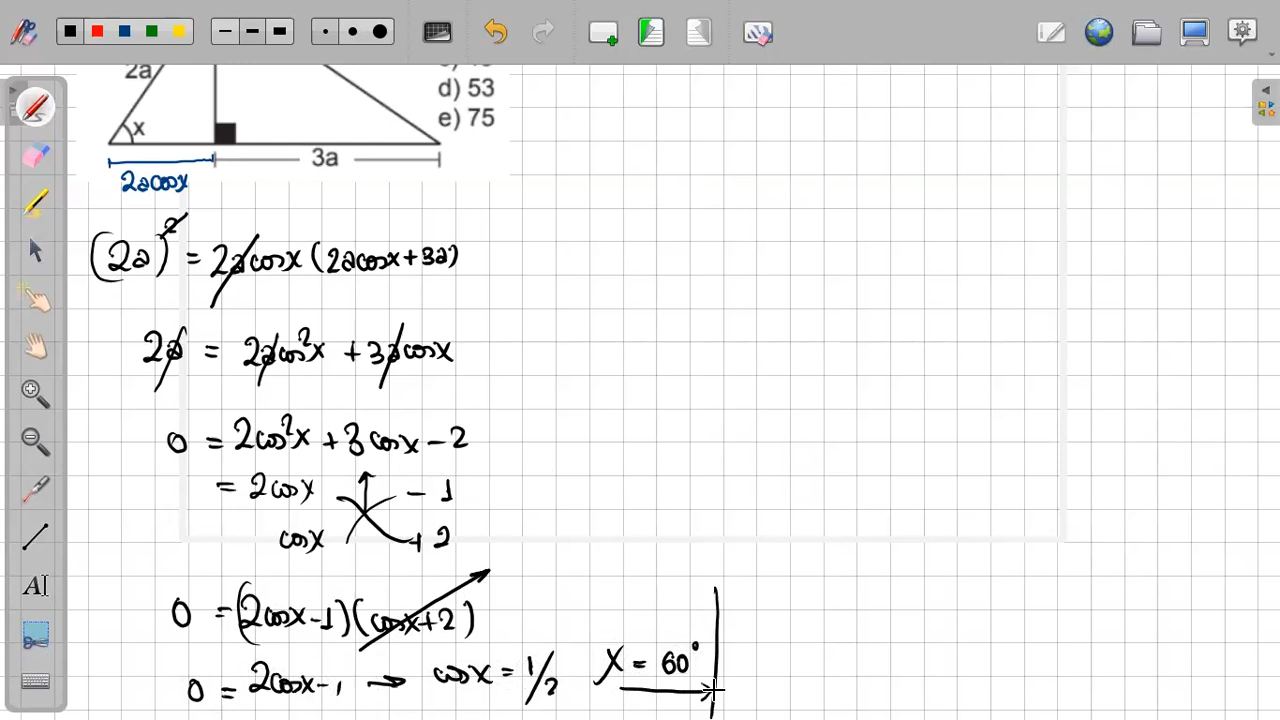 2a
d) 53
e) 75
x
3a
2acosx
(2a)² = 2acosx (2acosx+3a)
2a = 2acos²x + 3acosx
0 = 2cos²x + 3cosx - 2
= 2cosx - 1
cosx + 2
0 = (2cosx-1)(cosx+2)
0 = 2cosx-1 → cosx = 1/2 x = 60°